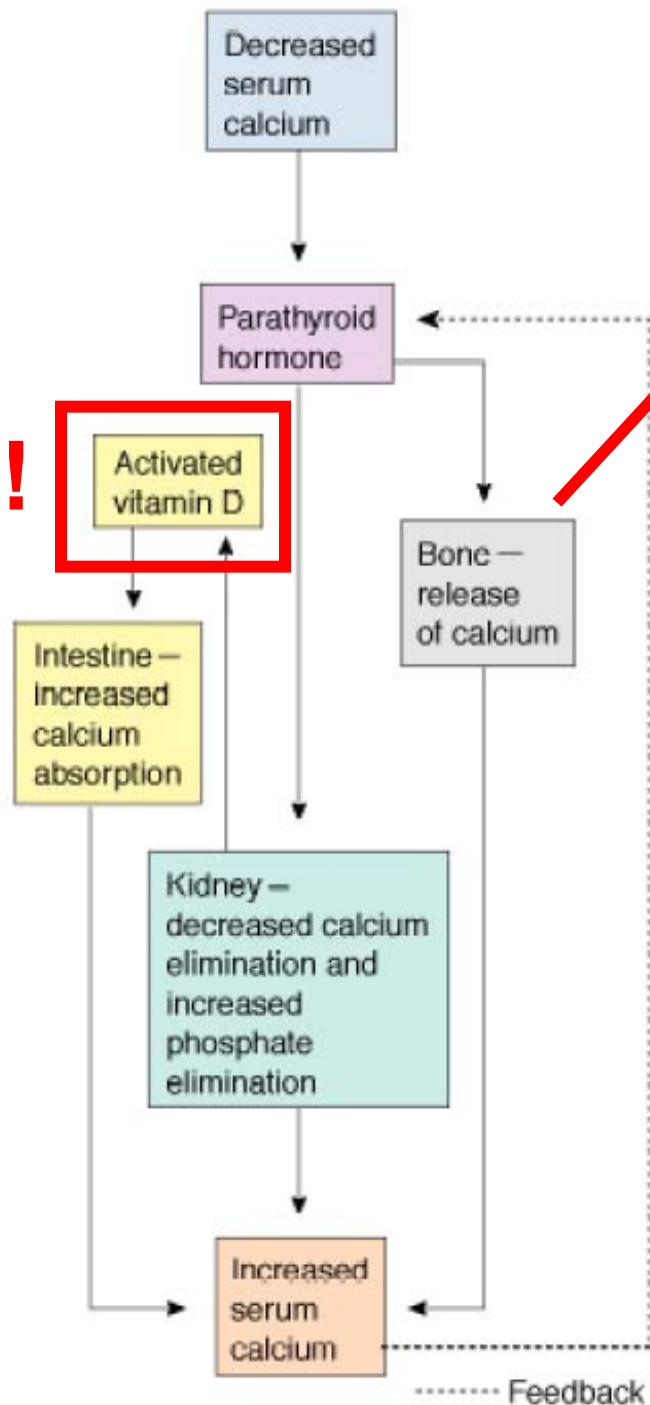 Decreased
serum
calcium
Parathyroid
hormone
!
Activated
vitamin D
Bone —
release
of calcium
Intestine —
increased
calcium
absorption
Kidney —
decreased calcium
elimination and
increased
phosphate
elimination
Increased
serum
calcium
Feedback